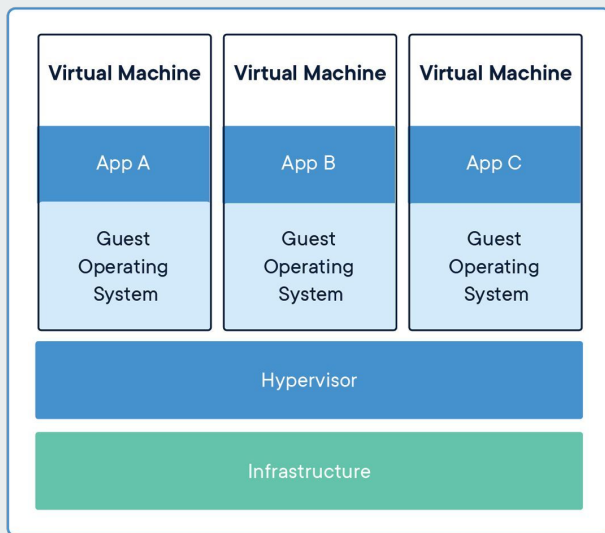 Virtual Machine
App A
Guest
Operating
System
Virtual Machine
App B
Guest
Operating
System
Virtual Machine
App C
Guest
Operating
System
Hypervisor
Infrastructure